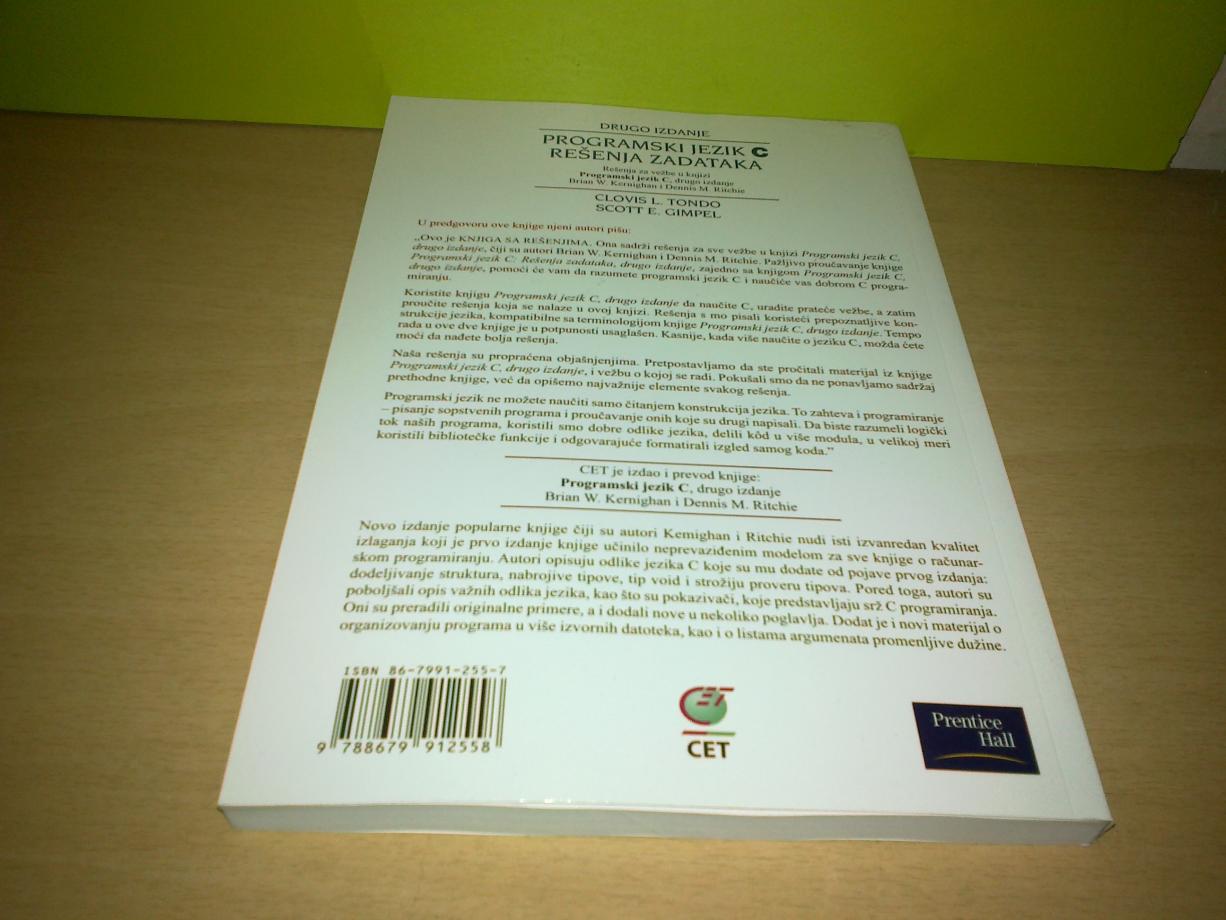 DRUGO IZDANJE
PROGRAMSKI JEZIK C
REŠENJA ZADATAKA
Rešenja za vežbe u knjizi
Programski jezik C, drugo izdanje
Brian W. Kernighan i Dennis M. Ritchie
CLOVIS L. TONDO
SCOTT E. GIMPEL
U predgovoru ove knjige njeni autori pišu:
„Ovo je KNJIGA SA REŠENJIMA. Ona sadrži rešenja za sve vežbe u knjizi Programski jezik C,
drugo izdanje, čiji su autori Brian W. Kernighan i Dennis M. Ritchie. Pažljivo proučavanje knjige
Programski jezik C: Rešenja zadataka, drugo izdanje, zajedno sa knjigom Programski jezik C,
drugo izdanje, pomoći će vam da razumete programski jezik C i naučiće vas dobrom C progra-
miranju.
Koristite knjigu Programski jezik C, drugo izdanje da naučite C, uradite prateće vežbe, a zatim
proučite rešenja koja se nalaze u ovoj knjizi. Rešenja s mo pisali koristeći prepoznatljive kon-
strukcije jezika, kompatibilne sa terminologijom knjige Programski jezik C, drugo izdanje. Tempo
rada u ove dve knjige je u potpunosti usaglašen. Kasnije, kada više naučite o jeziku C, možda ćete
moći da nađete bolja rešenja.
Naša rešenja su propraćena objašnjenjima. Pretpostavljamo da ste pročitali materijal iz knjige
Programski jezik C, drugo izdanje, i vežbu o kojoj se radi. Pokušali smo da ne ponavljamo sadržaj
prethodne knjige, već da opišemo najvažnije elemente svakog rešenja.
Programski jezik ne možete naučiti samo čitanjem konstrukcija jezika. To zahteva i programiranje
– pisanje sopstvenih programa i proučavanje onih koje su drugi napisali. Da biste razumeli logički
tok naših programa, koristili smo dobre odlike jezika, delili kôd u više modula, u velikoj meri
koristili bibliotečke funkcije i odgovarajuće formatirali izgled samog koda.”
CET je izdao i prevod knjige:
Programski jezik C, drugo izdanje
Brian W. Kernighan i Dennis M. Ritchie
Novo izdanje popularne knjige čiji su autori Kemighan i Ritchie nudi isti izvanredan kvalitet
izlaganja koji je prvo izdanje knjige učinilo neprevaziđenim modelom za sve knjige o računar-
skom programiranju. Autori opisuju odlike jezika C koje su mu dodate od pojave prvog izdanja:
dodeljivanje struktura, nabrojive tipove, tip void i strožiju proveru tipova. Pored toga, autori su
poboljšali opis važnih odlika jezika, kao što su pokazivači, koje predstavljaju srž C programiranja.
Oni su preradili originalne primere, a i dodali nove u nekoliko poglavlja. Dodat je i novi materijal o
organizovanju programa u više izvornih datoteka, kao i o listama argumenata promenljive dužine.
ISBN 86-7991-255-7
9 788679 912558
CET
CET
Prentice
Hall